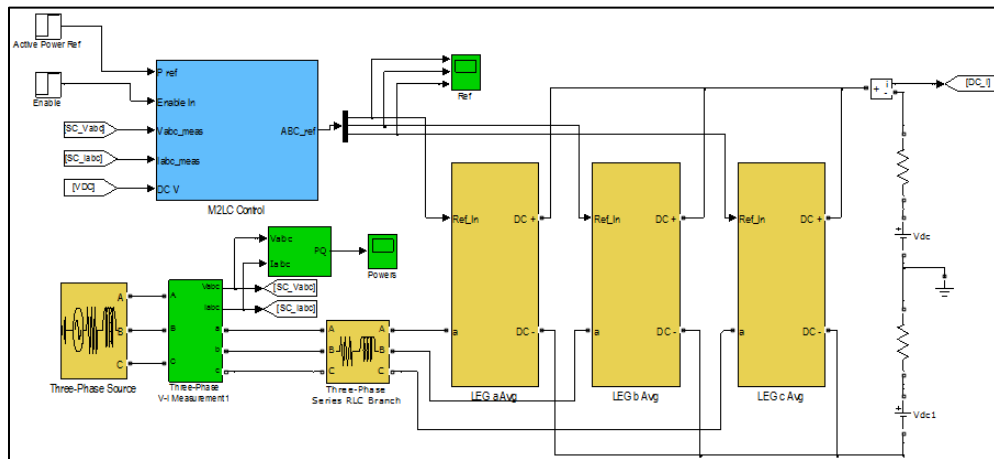 Active Power Ref
Enable
[SC_Vabc]
[SC_Iabc]
[VDC]
P ref
Enable In
Vabc_meas
Iabc_meas
DC V
ABC_ref
M2LC Control
Ref
+ i
-
[DC_I]
Vabc
Iabc
PQ
Powers
[SC_Vabc]
[SC_Iabc]
A
B
C
Three-Phase Source
A
B
C
Vabc
Iabc
a
b
c
Three-Phase
V-I Measurement1
A
B
C
A
B
C
Three-Phase
Series RLC Branch
Ref_In
DC +
a
DC -
LEG a Avg
Ref_In
DC +
a
DC -
LEG b Avg
Ref_In
DC +
a
DC -
LEG c Avg
+
Vdc
+
Vdc1